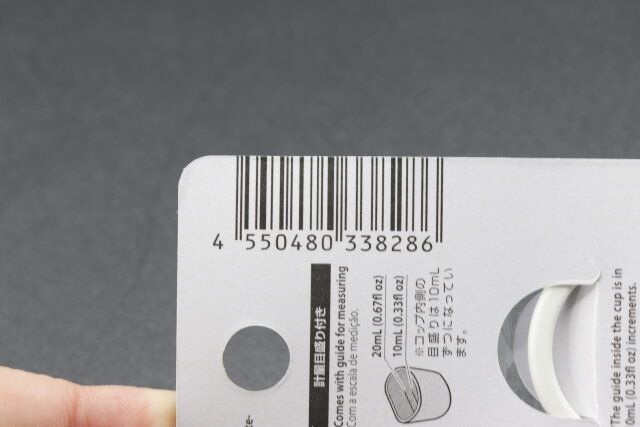 4 550480 338286
計量目盛り付き
Comes with guide for measuring
Com a escala de medição.
20mL (0.67fl oz)
10mL (0.33fl oz)
※コップ内側の
目盛りは10mL
ずつになってい
ます。
The guide inside the cup is in
0mL (0.33fl oz) increments.